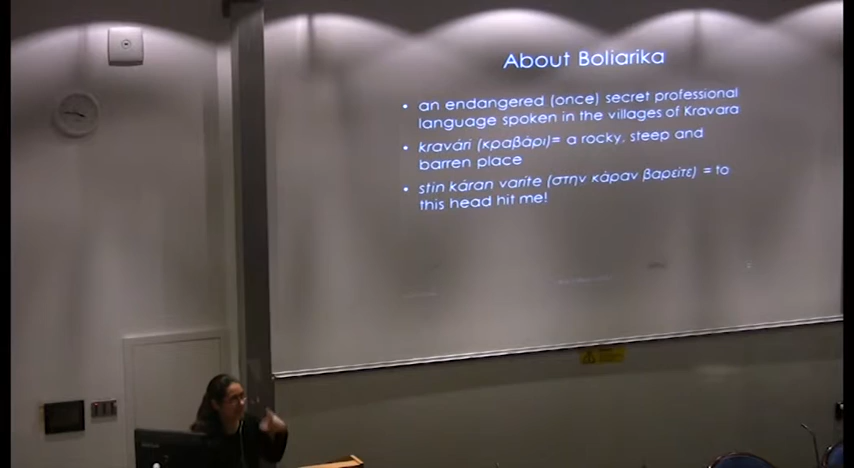 About Boliarika
• an endangered (once) secret professional
language spoken in the villages of Kravara
• kravári (κραβάρι)= a rocky, steep and
barren place
• stin káran varíte (στην κάραν βαρείτε) = to
this head hit me!